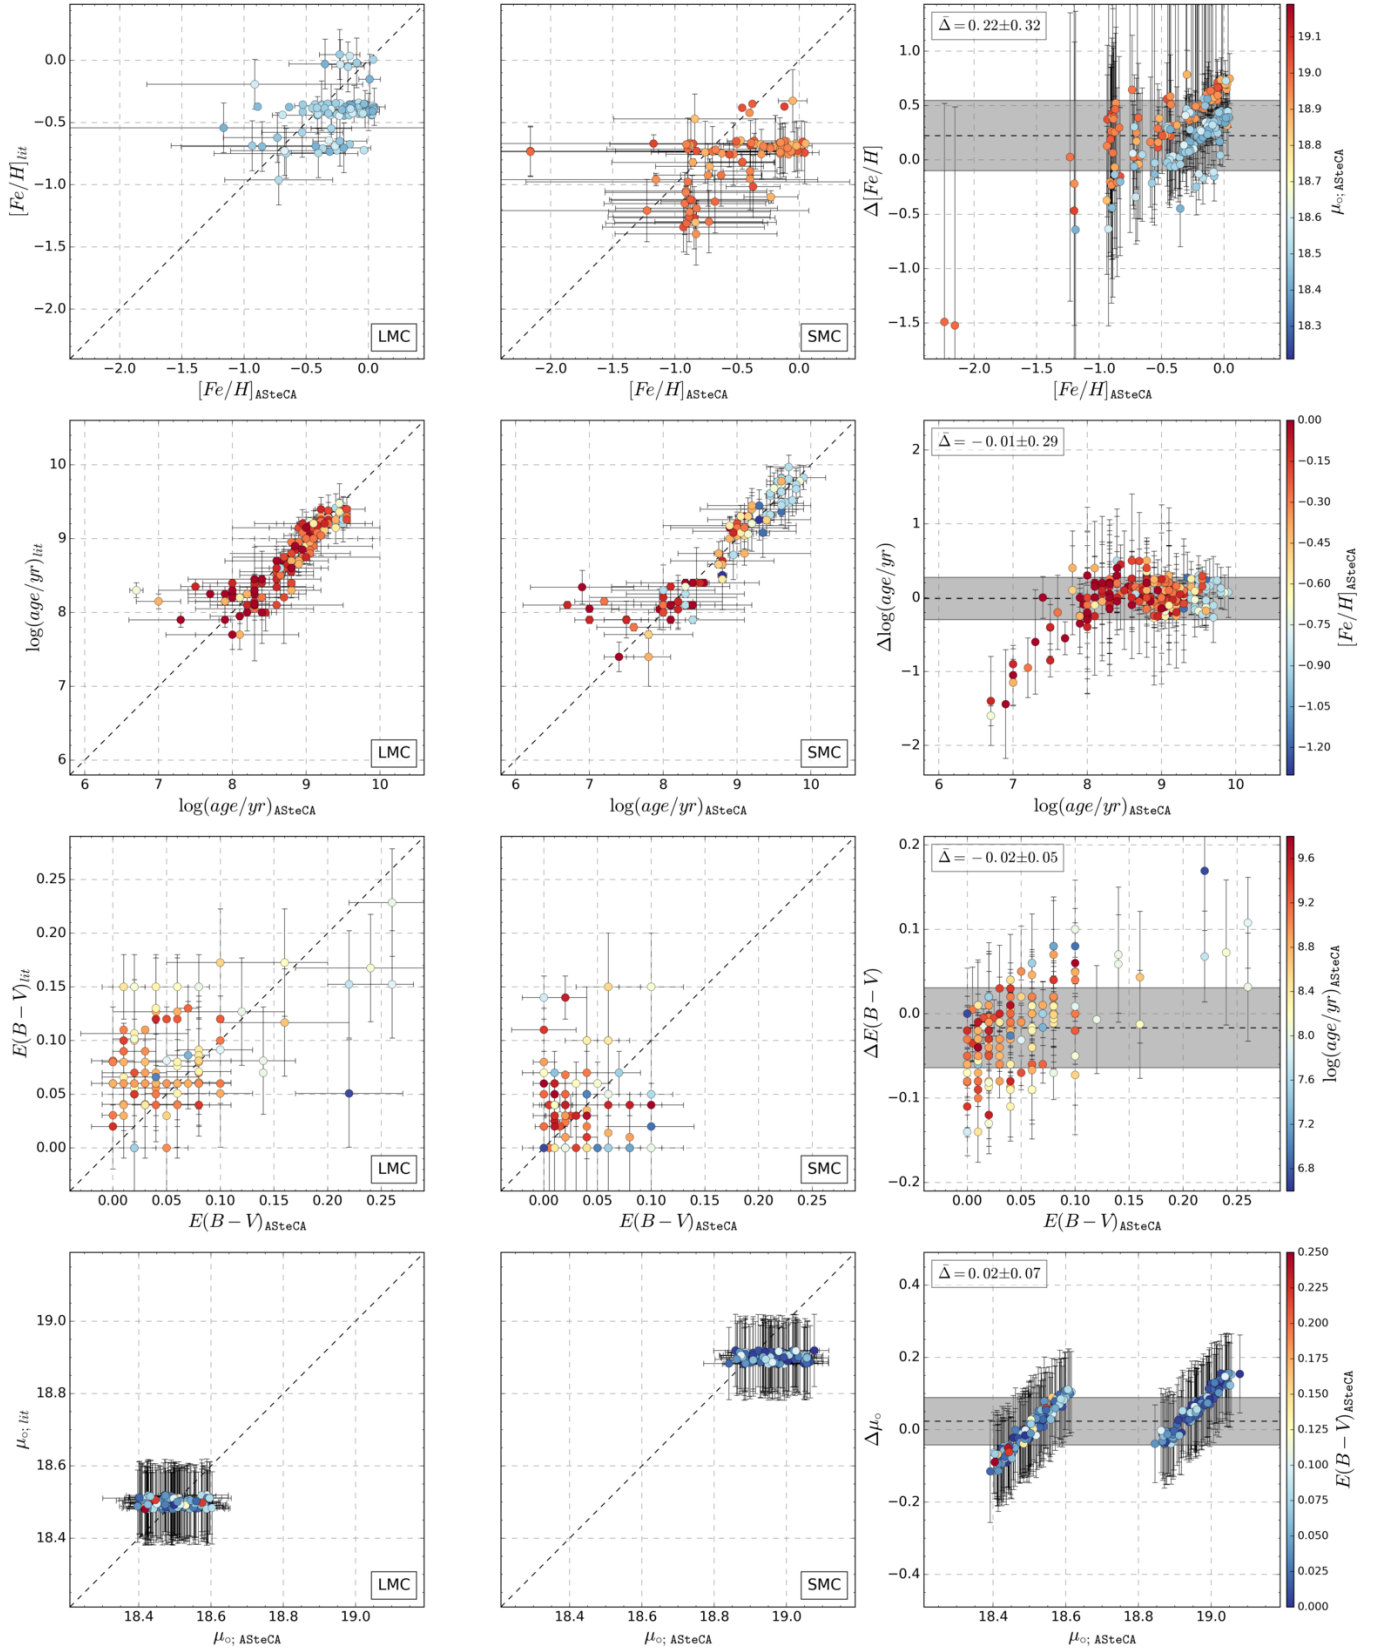 0.0
−0.5
−1.0
−1.5
−2.0
[Fe/H]lit
−2.0 −1.5 −1.0 −0.5 0.0
[Fe/H]ASteCA
LMC
−2.0 −1.5 −1.0 −0.5 0.0
[Fe/H]ASteCA
SMC
Δ̄ = 0.22±0.32
1.0
0.5
0.0
−0.5
−1.0
−1.5
Δ[Fe/H]
−2.0 −1.5 −1.0 −0.5 0.0
[Fe/H]ASteCA
19.1
19.0
18.9
18.8
18.7
18.6
18.5
18.4
18.3
μ○; ASteCA
10
9
8
7
6
log(age/yr)lit
6 7 8 9 10
log(age/yr)ASteCA
LMC
6 7 8 9 10
log(age/yr)ASteCA
SMC
Δ̄ = −0.01±0.29
2
1
0
−1
−2
Δlog(age/yr)
6 7 8 9 10
log(age/yr)ASteCA
0.00
−0.15
−0.30
−0.45
−0.60
−0.75
−0.90
−1.05
−1.20
[Fe/H]ASteCA
0.25
0.20
0.15
0.10
0.05
0.00
E(B−V)lit
0.00 0.05 0.10 0.15 0.20 0.25
E(B−V)ASteCA
LMC
0.00 0.05 0.10 0.15 0.20 0.25
E(B−V)ASteCA
SMC
Δ̄ = −0.02±0.05
0.2
0.1
0.0
−0.1
−0.2
ΔE(B−V)
0.00 0.05 0.10 0.15 0.20 0.25
E(B−V)ASteCA
9.6
9.2
8.8
8.4
8.0
7.6
7.2
6.8
log(age/yr)ASteCA
19.0
18.8
18.6
18.4
μ○; lit
18.4 18.6 18.8 19.0
μ○; ASteCA
LMC
18.4 18.6 18.8 19.0
μ○; ASteCA
SMC
Δ̄ = 0.02±0.07
0.4
0.2
0.0
−0.2
−0.4
Δμ○
18.4 18.6 18.8 19.0
μ○; ASteCA
0.250
0.225
0.200
0.175
0.150
0.125
0.100
0.075
0.050
0.025
0.000
E(B−V)ASteCA